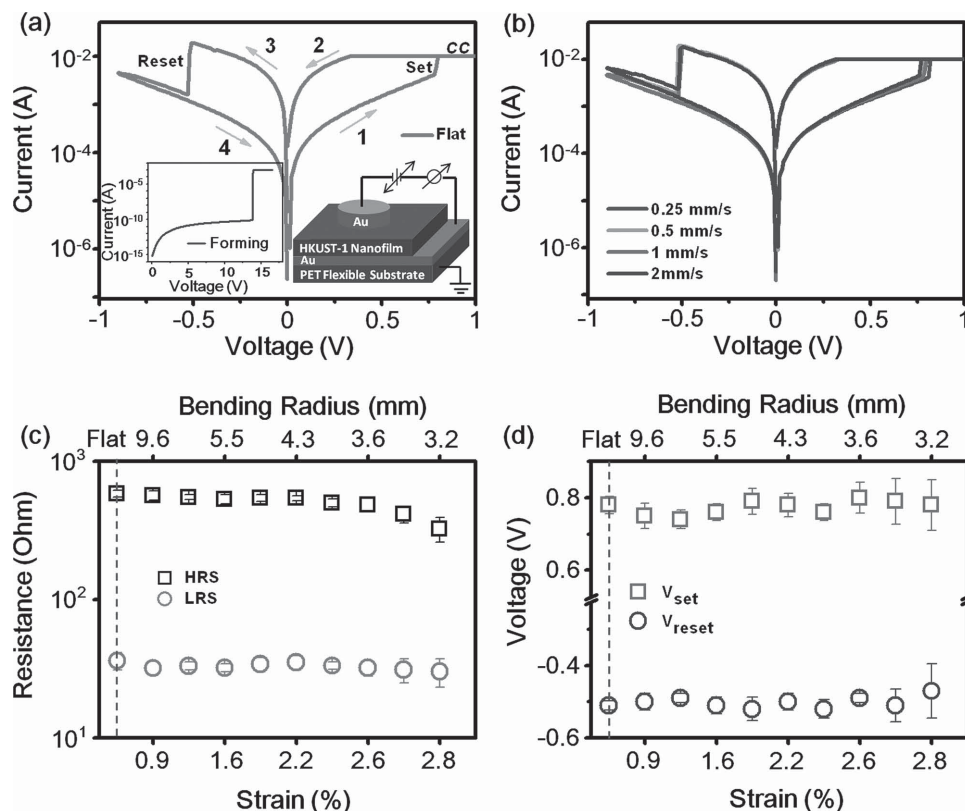 (a)
3
2
cc
10⁻²
Reset
Set
1
Flat
4
10⁻⁴
10⁻⁶
Current (A)
10⁻⁵
10⁻¹⁰
10⁻¹⁵
Current (A)
Forming
0
5
10
15
Voltage (V)
Au
HKUST-1 Nanofilm
Au
PET Flexible Substrate
-1
-0.5
0
0.5
1
Voltage (V)
(b)
10⁻²
10⁻⁴
10⁻⁶
Current (A)
0.25 mm/s
0.5 mm/s
1 mm/s
2mm/s
-1
-0.5
0
0.5
1
Voltage (V)
Bending Radius (mm)
(c)
Flat 9.6 5.5 4.3 3.6 3.2
10³
10²
10¹
Resistance (Ohm)
HRS
LRS
0.9 1.6 2.2 2.6 2.8
Strain (%)
Bending Radius (mm)
(d)
Flat 9.6 5.5 4.3 3.6 3.2
0.8
0.6
-0.4
-0.6
Voltage (V)
V_set
V_reset
0.9 1.6 2.2 2.6 2.8
Strain (%)